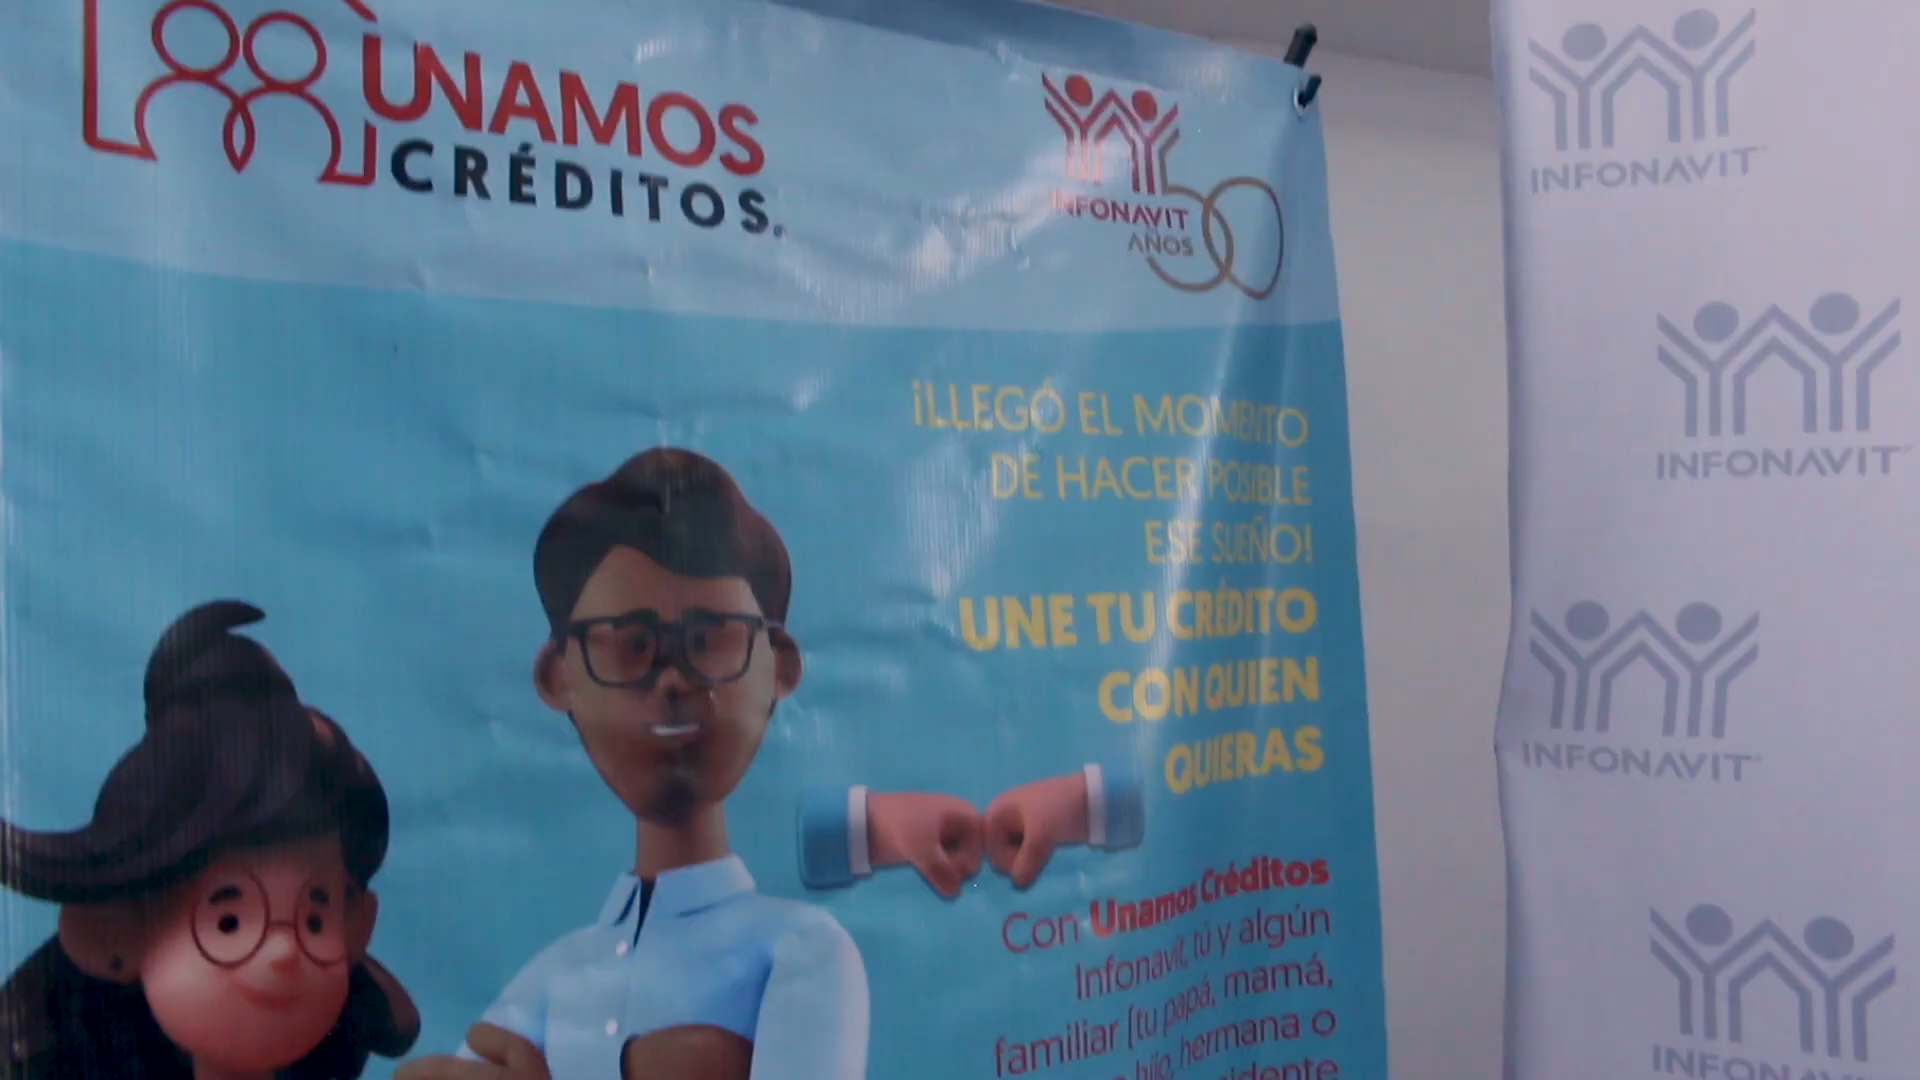 UNAMOS
CRÉDITOS.
INFONAVIT
AÑOS
¡LLEGÓ EL MOMENTO
DE HACER POSIBLE
ESE SUEÑO!
UNE TU CRÉDITO
CON QUIEN
QUIERAS
Con Unamos Créditos
Infonavit, tú y algún
familiar (tu papá, mamá,
hijo, hermana o
INFONAVIT
INFONAVIT
INFONAVIT
INFONAVIT